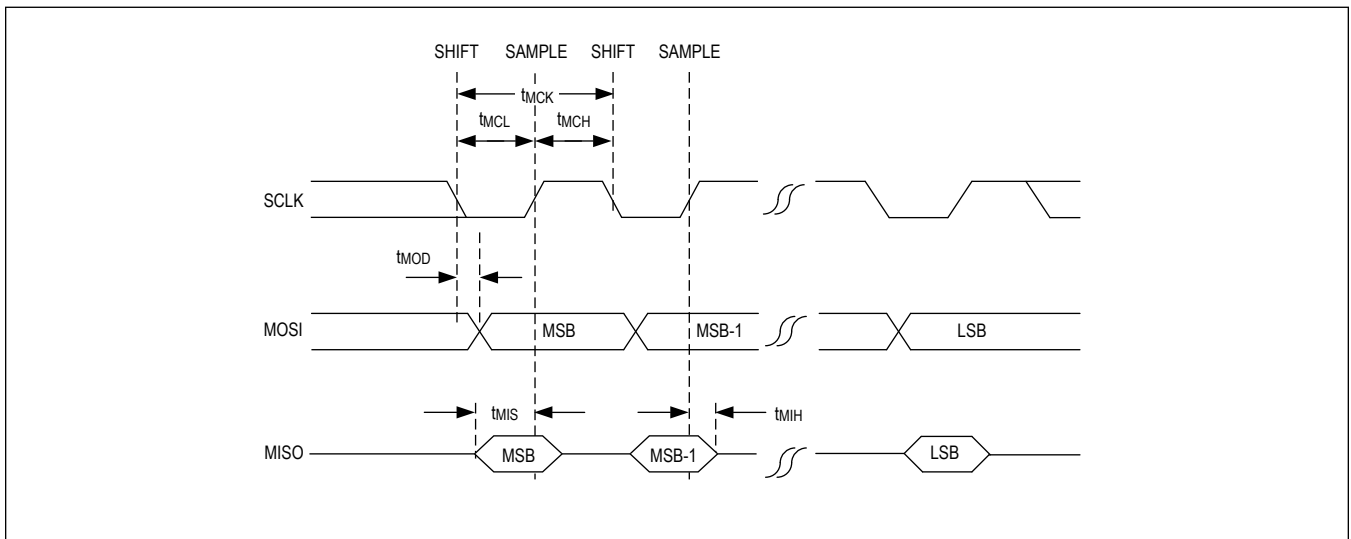 SHIFT SAMPLE SHIFT SAMPLE
tMCK
tMCL tMCH
SCLK
tMOD
MOSI MSB MSB-1 LSB
tMIS tMIH
MISO MSB MSB-1 LSB